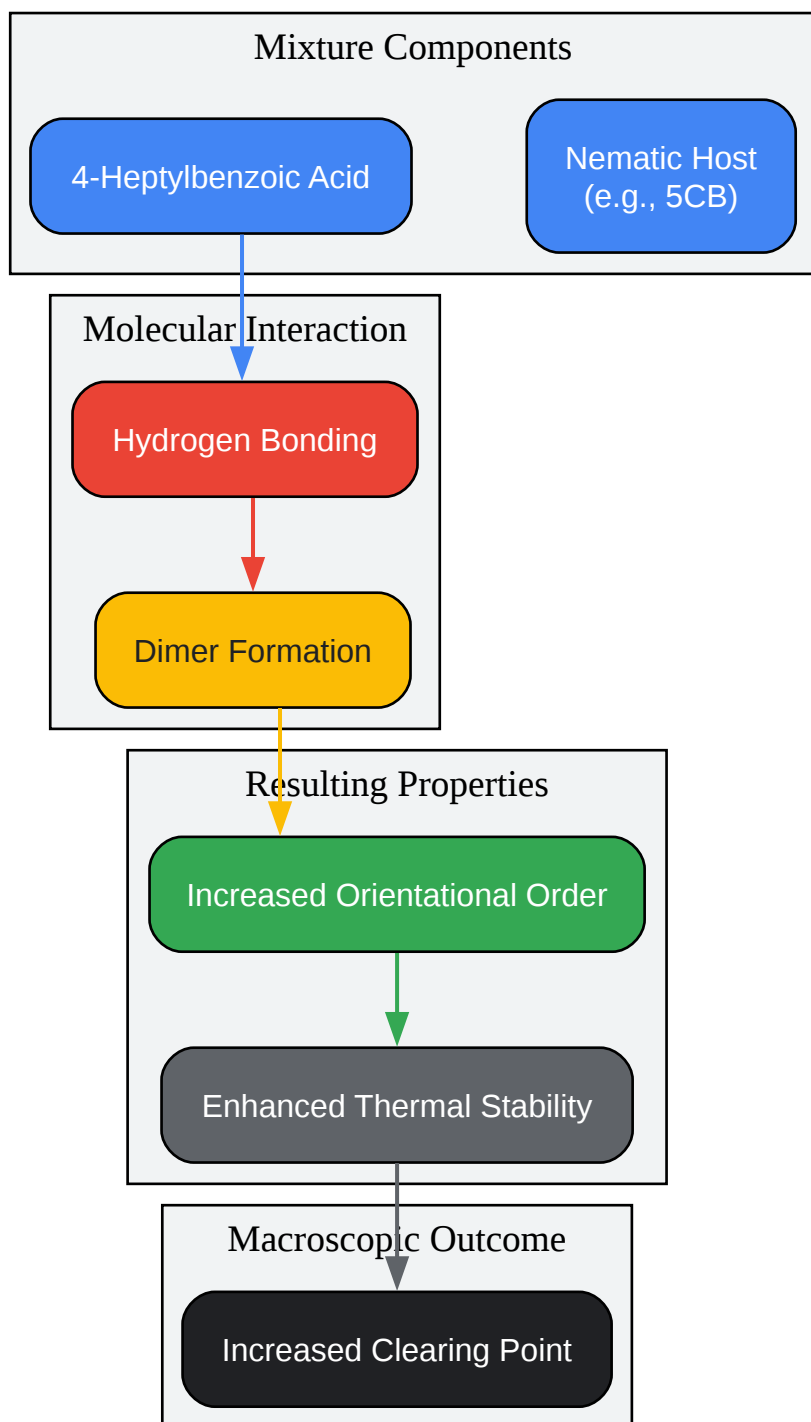 Mixture Components
4-Heptylbenzoic Acid
Nematic Host
(e.g., 5CB)
Molecular Interaction
Hydrogen Bonding
Dimer Formation
Resulting Properties
Increased Orientational Order
Enhanced Thermal Stability
Macroscopic Outcome
Increased Clearing Point